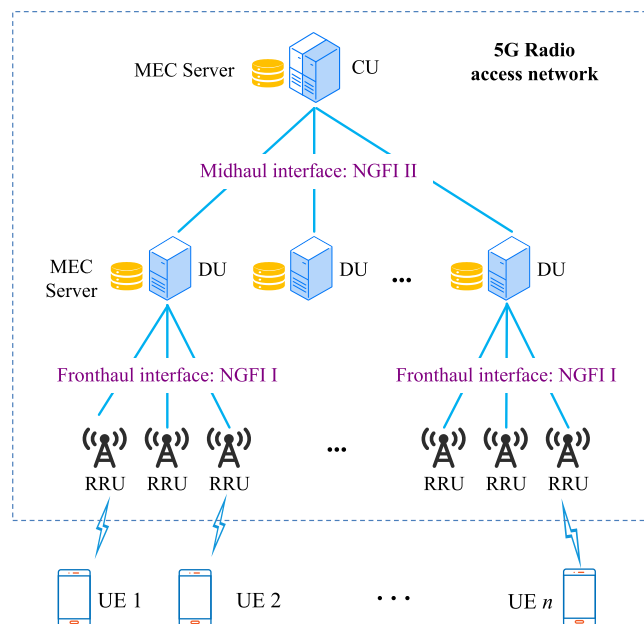 5G Radio
access network
MEC Server
CU
Midhaul interface: NGFI II
MEC
Server
DU
DU
...
DU
Fronthaul interface: NGFI I
Fronthaul interface: NGFI I
...
RRU
RRU
RRU
RRU
RRU
RRU
UE 1
UE 2
...
UE n